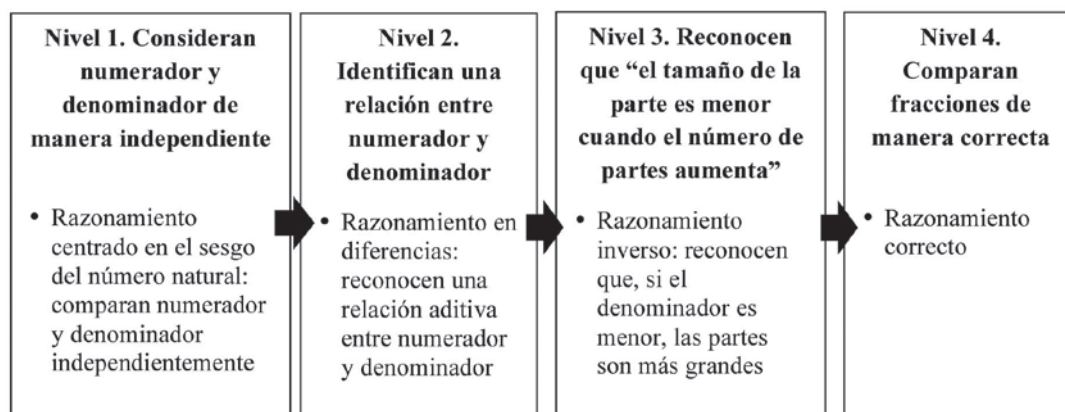 Nivel 1. Consideran
numerador y
denominador de
manera independiente
• Razonamiento
centrado en el sesgo
del número natural:
comparan numerador
y denominador
independientemente
Nivel 2.
Identifican una
relación entre
numerador y
denominador
• Razonamiento en
diferencias:
reconocen una
relación aditiva
entre numerador
y denominador
Nivel 3. Reconocen
que “el tamaño de la
parte es menor
cuando el número de
partes aumenta”
• Razonamiento
inverso: reconocen
que, si el
denominador es
menor, las partes
son más grandes
Nivel 4.
Comparan
fracciones de
manera correcta
• Razonamiento
correcto